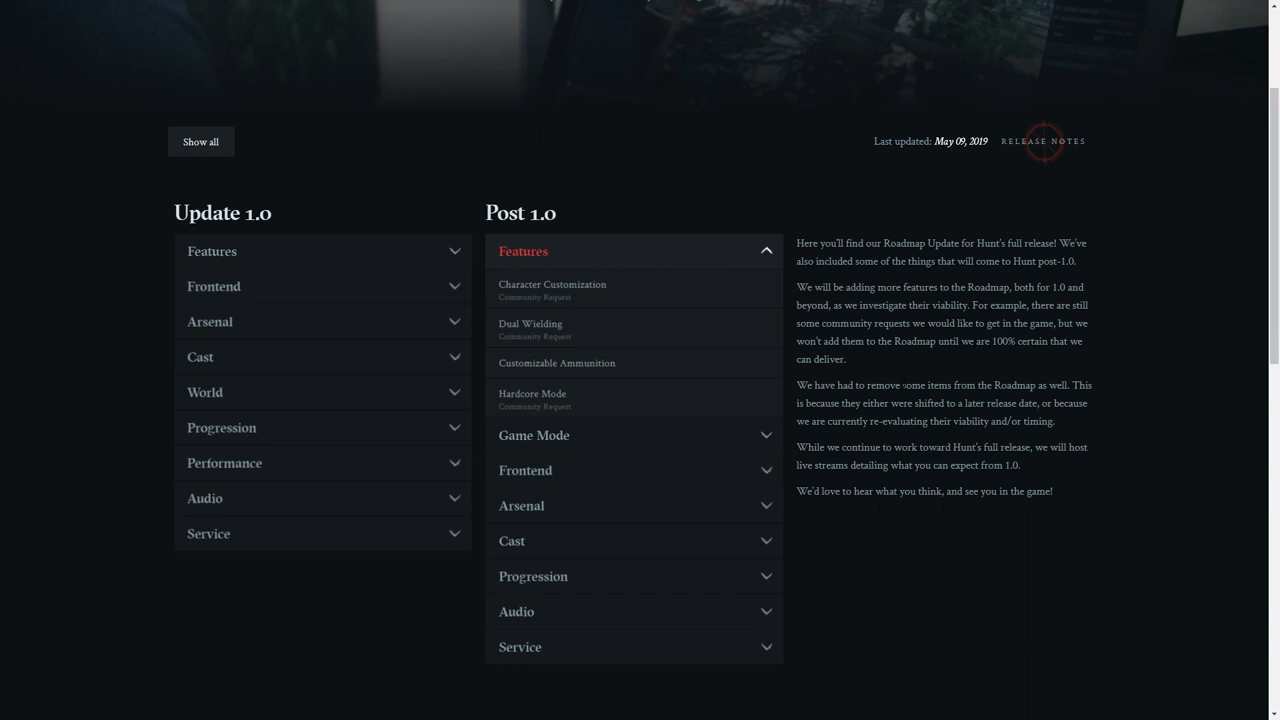 Show all
Last updated: May 09, 2019
RELEASE NOTES
Update 1.0
Features
Frontend
Arsenal
Cast
World
Progression
Performance
Audio
Service
Post 1.0
Features
Character Customization
Community Request
Dual Wielding
Community Request
Customizable Ammunition
Hardcore Mode
Community Request
Game Mode
Frontend
Arsenal
Cast
Progression
Audio
Service
Here you'll find our Roadmap Update for Hunt's full release! We've
also included some of the things that will come to Hunt post-1.0.
We will be adding more features to the Roadmap, both for 1.0 and
beyond, as we investigate their viability. For example, there are still
some community requests we would like to get in the game, but we
won't add them to the Roadmap until we are 100% certain that we
can deliver.
We have had to remove some items from the Roadmap as well. This
is because they either were shifted to a later release date, or because
we are currently re-evaluating their viability and/or timing.
While we continue to work toward Hunt's full release, we will host
live streams detailing what you can expect from 1.0.
We'd love to hear what you think, and see you in the game!